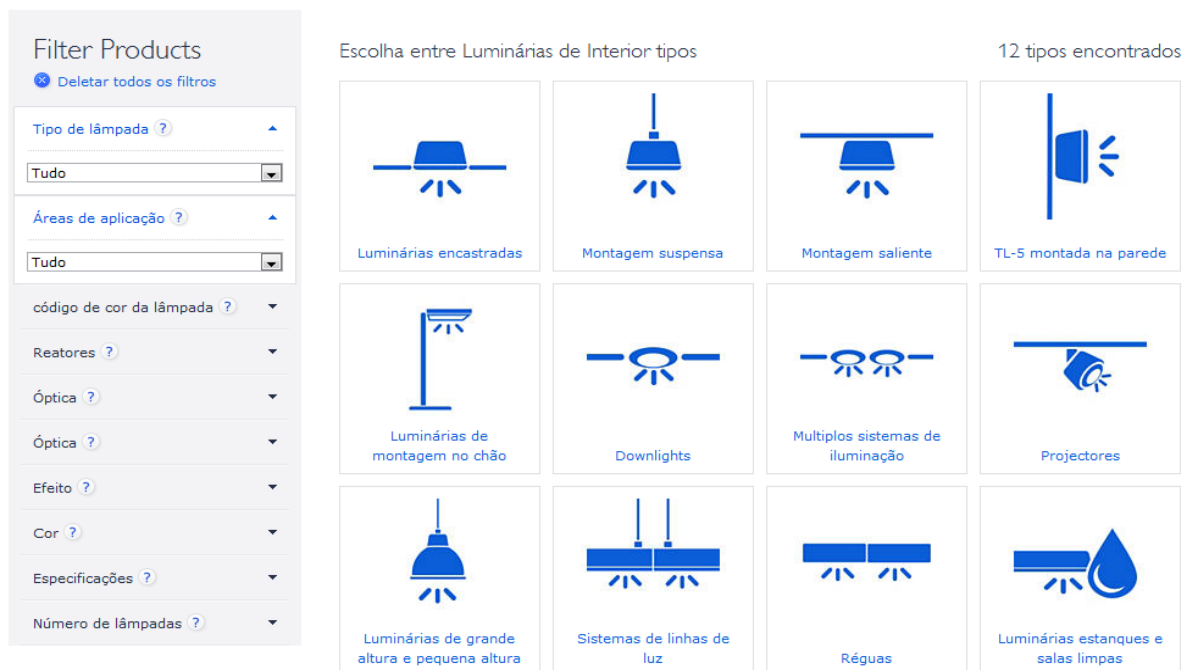 Filter Products
Deletar todos os filtros
Tipo de lâmpada ?
Tudo
Áreas de aplicação ?
Tudo
código de cor da lâmpada ?
Reatores ?
Óptica ?
Óptica ?
Efeito ?
Cor ?
Especificações ?
Número de lâmpadas ?
Escolha entre Luminárias de Interior tipos
12 tipos encontrados
Luminárias encastradas
Montagem suspensa
Montagem saliente
TL-5 montada na parede
Luminárias de
montagem no chão
Downlights
Multiplos sistemas de
iluminação
Projectores
Luminárias de grande
altura e pequena altura
Sistemas de linhas de
luz
Réguas
Luminárias estanques e
salas limpas